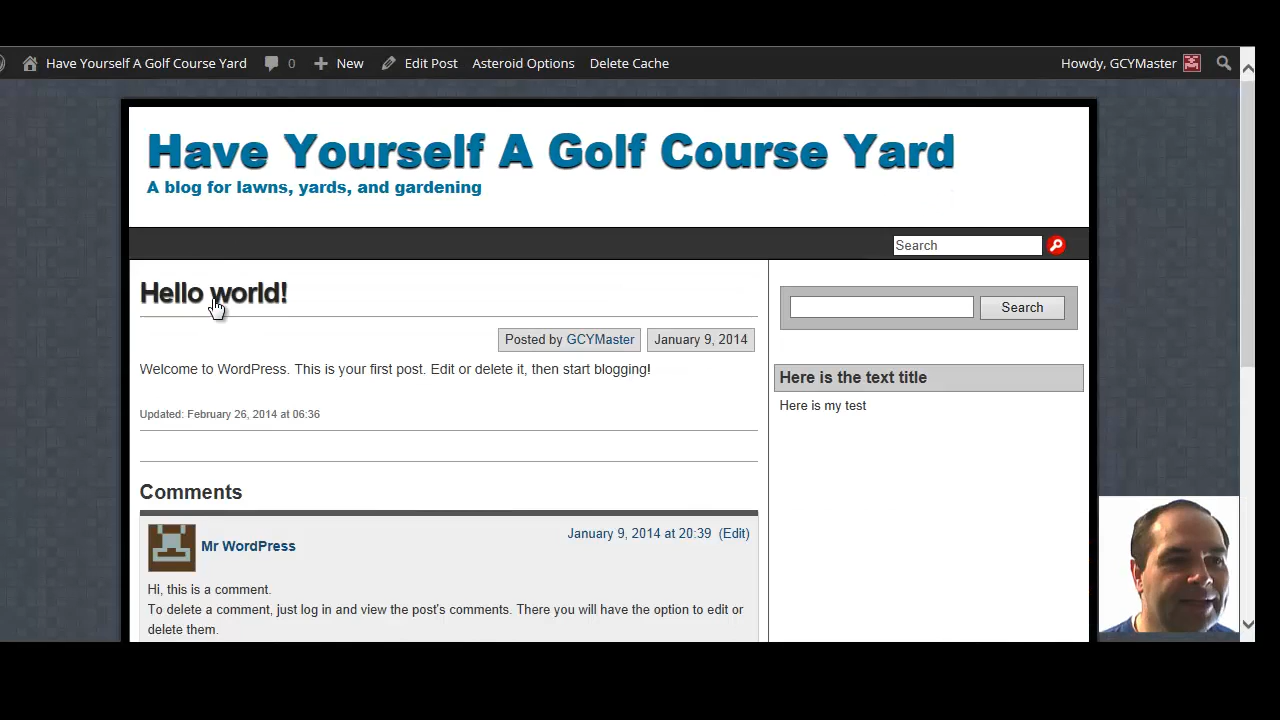 Have Yourself A Golf Course Yard 0 New Edit Post Asteroid Options Delete Cache Howdy, GCYMaster
Have Yourself A Golf Course Yard
A blog for lawns, yards, and gardening
Search
Hello world!
Search
Posted by GCYMaster January 9, 2014
Welcome to WordPress. This is your first post. Edit or delete it, then start blogging!
Updated: February 26, 2014 at 06:36
Here is the text title
Here is my test
Comments
Mr WordPress
January 9, 2014 at 20:39 (Edit)
Hi, this is a comment.
To delete a comment, just log in and view the post's comments. There you will have the option to edit or
delete them.